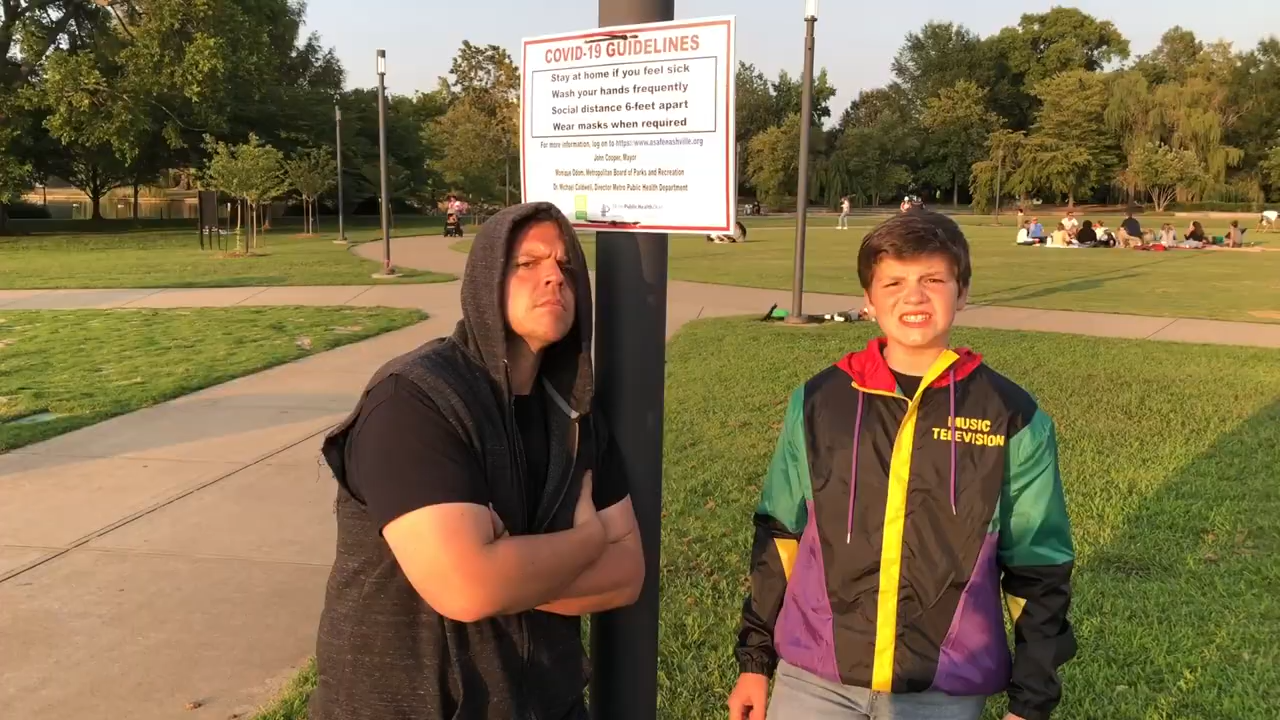 COVID-19 GUIDELINES
Stay at home if you feel sick
Wash your hands frequently
Social distance 6-feet apart
Wear masks when required
For more information, log on to https: www.asafenashville.org
John Cooper, Mayor
Monique Odom, Metropolitan Board of Parks and Recreation
Dr. Michael Caldwell, Director Metro Public Health Department
Public Health
MUSIC
TELEVISION